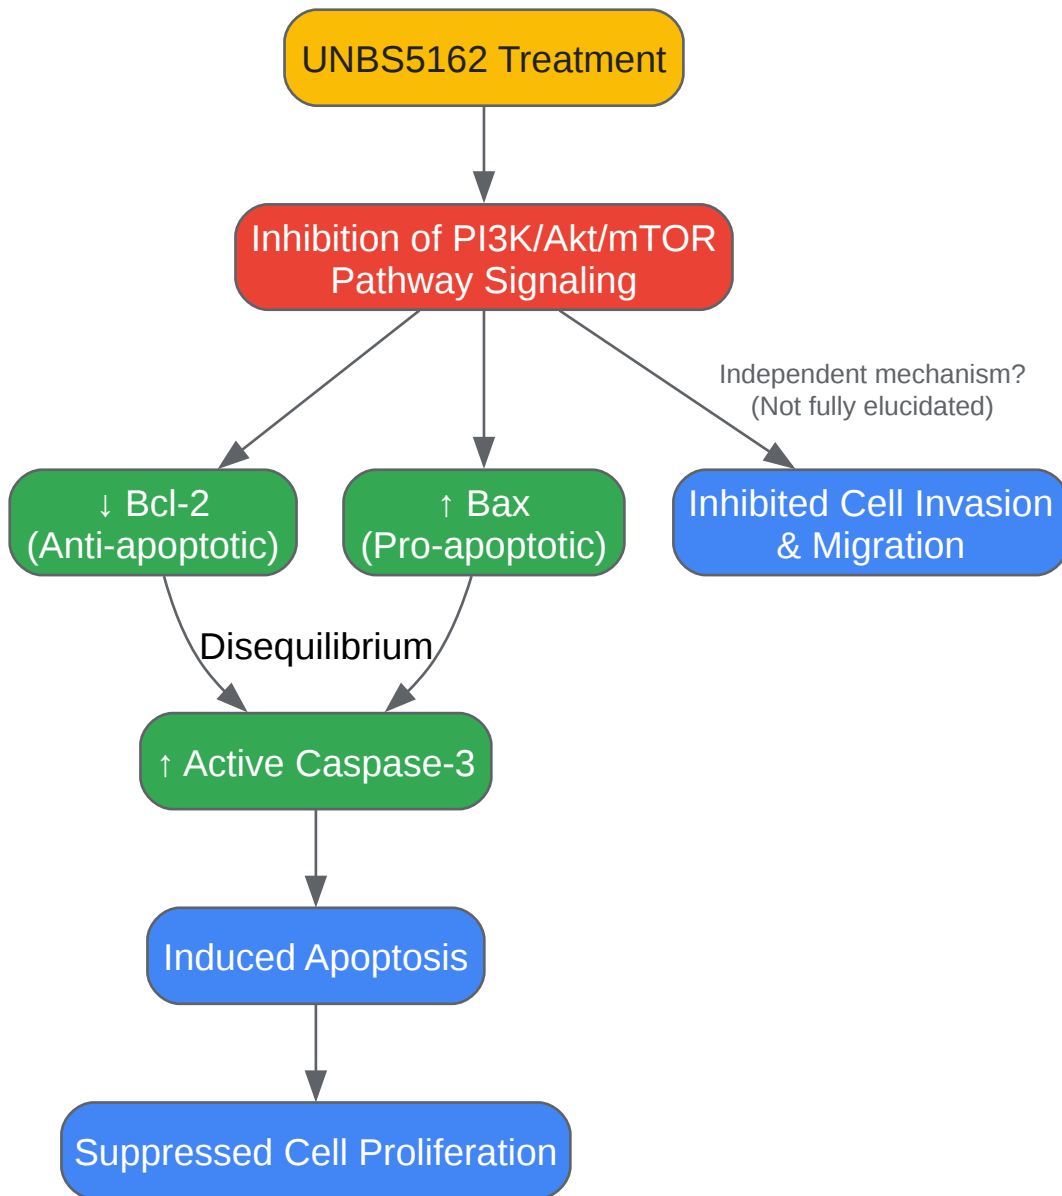 UNBS5162 Treatment
Inhibition of PI3K/Akt/mTOR
Pathway Signaling
Independent mechanism?
(Not fully elucidated)
↓ Bcl-2
(Anti-apoptotic)
↑ Bax
(Pro-apoptotic)
Inhibited Cell Invasion
& Migration
Disequilibrium
↑ Active Caspase-3
Induced Apoptosis
Suppressed Cell Proliferation